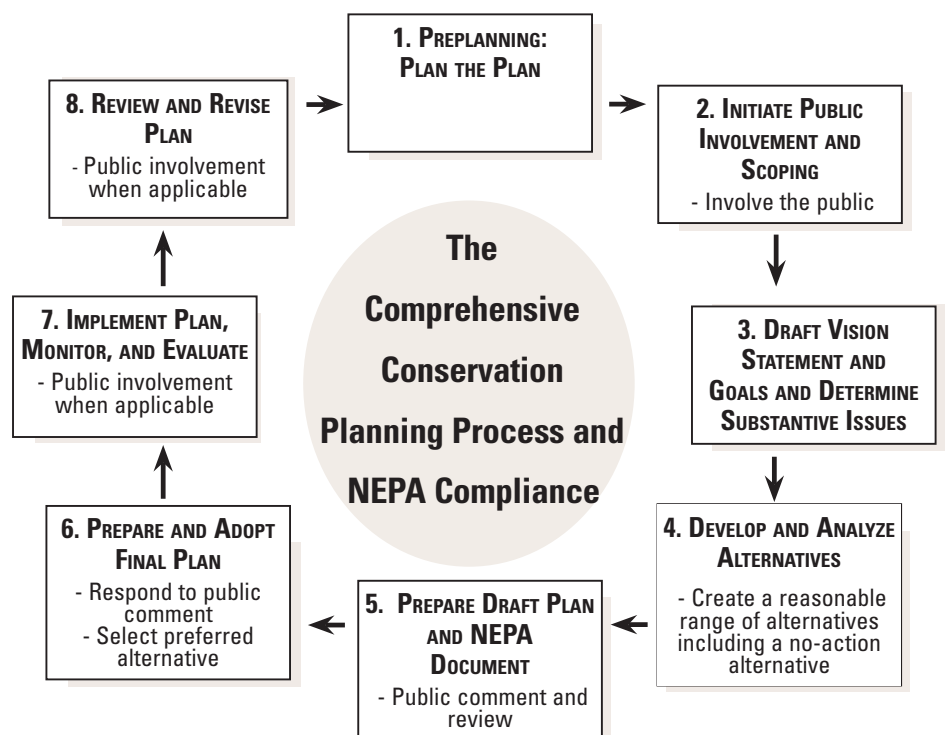 1. Preplanning:
Plan the Plan
2. Initiate Public
Involvement and
Scoping
- Involve the public
3. Draft Vision
Statement and
Goals and Determine
Substantive Issues
4. Develop and Analyze
Alternatives
- Create a reasonable
range of alternatives
including a no-action
alternative
5. Prepare Draft Plan
and NEPA
Document
- Public comment and
review
6. Prepare and Adopt
Final Plan
- Respond to public
comment
- Select preferred
alternative
7. Implement Plan,
Monitor, and Evaluate
- Public involvement
when applicable
8. Review and Revise
Plan
- Public involvement
when applicable
The
Comprehensive
Conservation
Planning Process and
NEPA Compliance